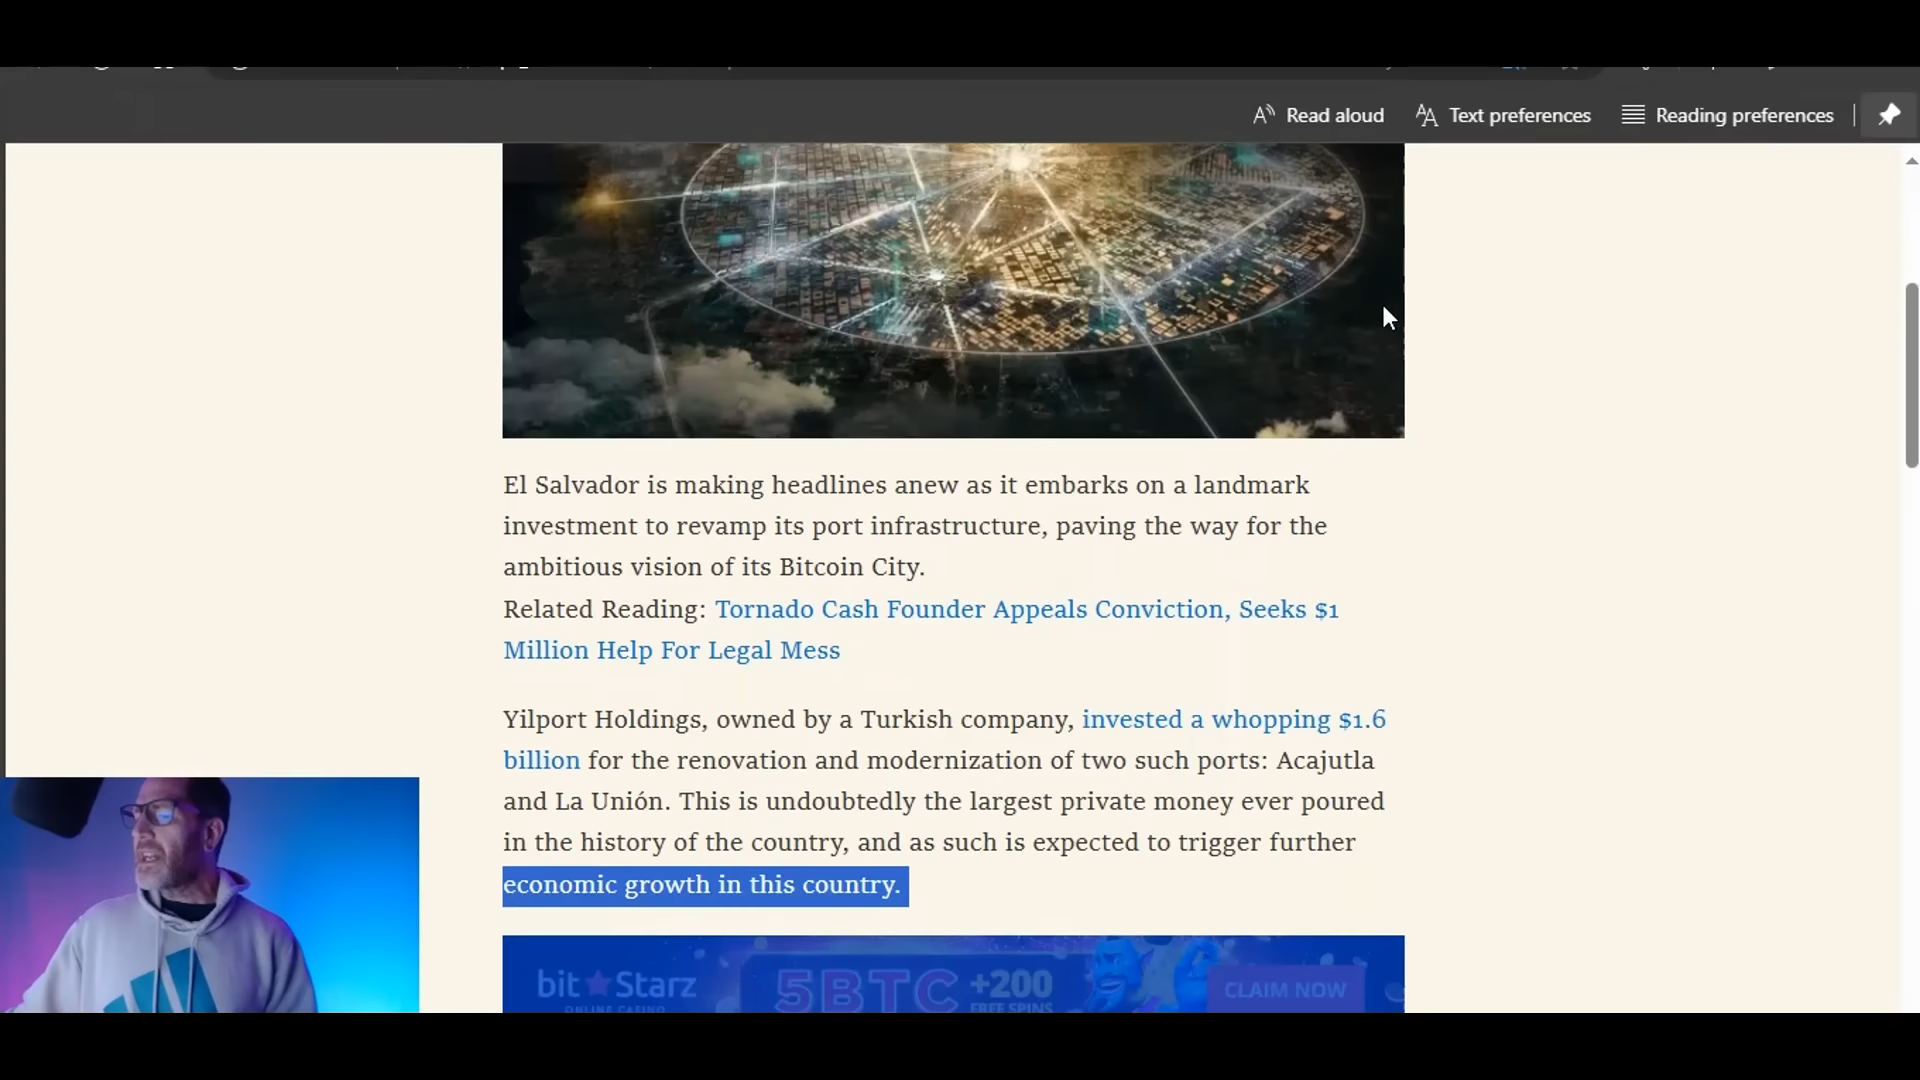 Read aloud
Text preferences
Reading preferences
El Salvador is making headlines anew as it embarks on a landmark
investment to revamp its port infrastructure, paving the way for the
ambitious vision of its Bitcoin City.
Related Reading: Tornado Cash Founder Appeals Conviction, Seeks $1
Million Help For Legal Mess
Yilport Holdings, owned by a Turkish company, invested a whopping $1.6
billion for the renovation and modernization of two such ports: Acajutla
and La Unión. This is undoubtedly the largest private money ever poured
in the history of the country, and as such is expected to trigger further
economic growth in this country.
bit Starz
ONLINE CASINO
5BTC
+200
FREE SPINS
CLAIM NOW